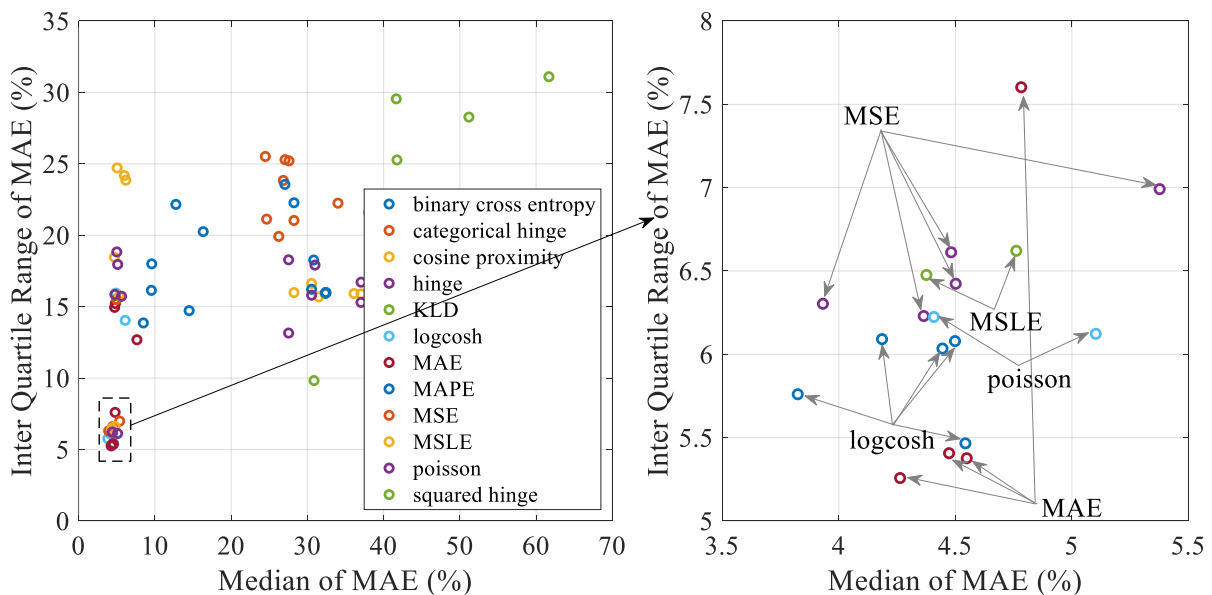 35
30
25
20
15
10
5
0
0 10 20 30 40 50 60 70
Inter Quartile Range of MAE (%)
Median of MAE (%)
binary cross entropy
categorical hinge
cosine proximity
hinge
KLD
logcosh
MAE
MAPE
MSE
MSLE
poisson
squared hinge
8
7.5
7
6.5
6
5.5
5
3.5 4 4.5 5 5.5
Inter Quartile Range of MAE (%)
Median of MAE (%)
MSE
MSLE
poisson
logcosh
MAE